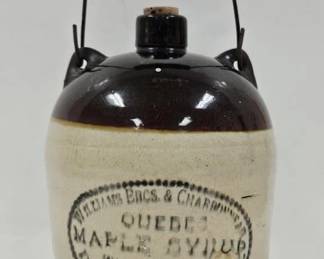 WILLIAMS BROS. & CHARBONNEAU
QUEBEC
MAPLE SYRUP